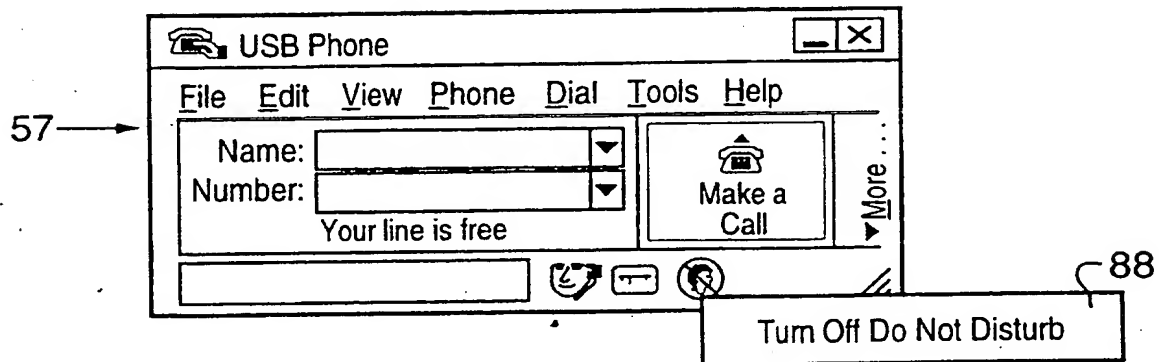 USB Phone
File Edit View Phone Dial Tools Help
57
Name:
Number:
Your line is free
Make a
Call
More...
88
Turn Off Do Not Disturb